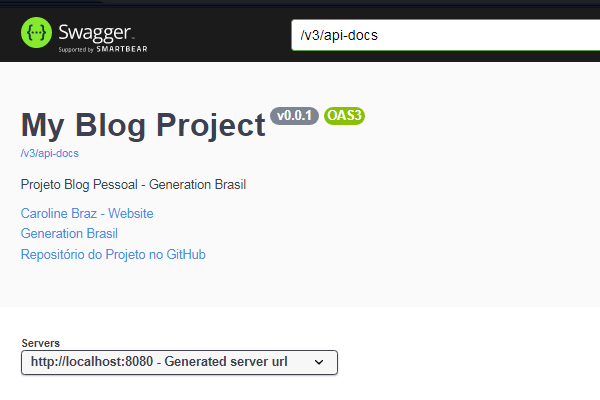 Swagger
Supported by SMARTBEAR
/v3/api-docs
My Blog Project v0.0.1 OAS3
/v3/api-docs
Projeto Blog Pessoal - Generation Brasil
Caroline Braz - Website
Generation Brasil
Repositório do Projeto no GitHub
Servers
http://localhost:8080 - Generated server url